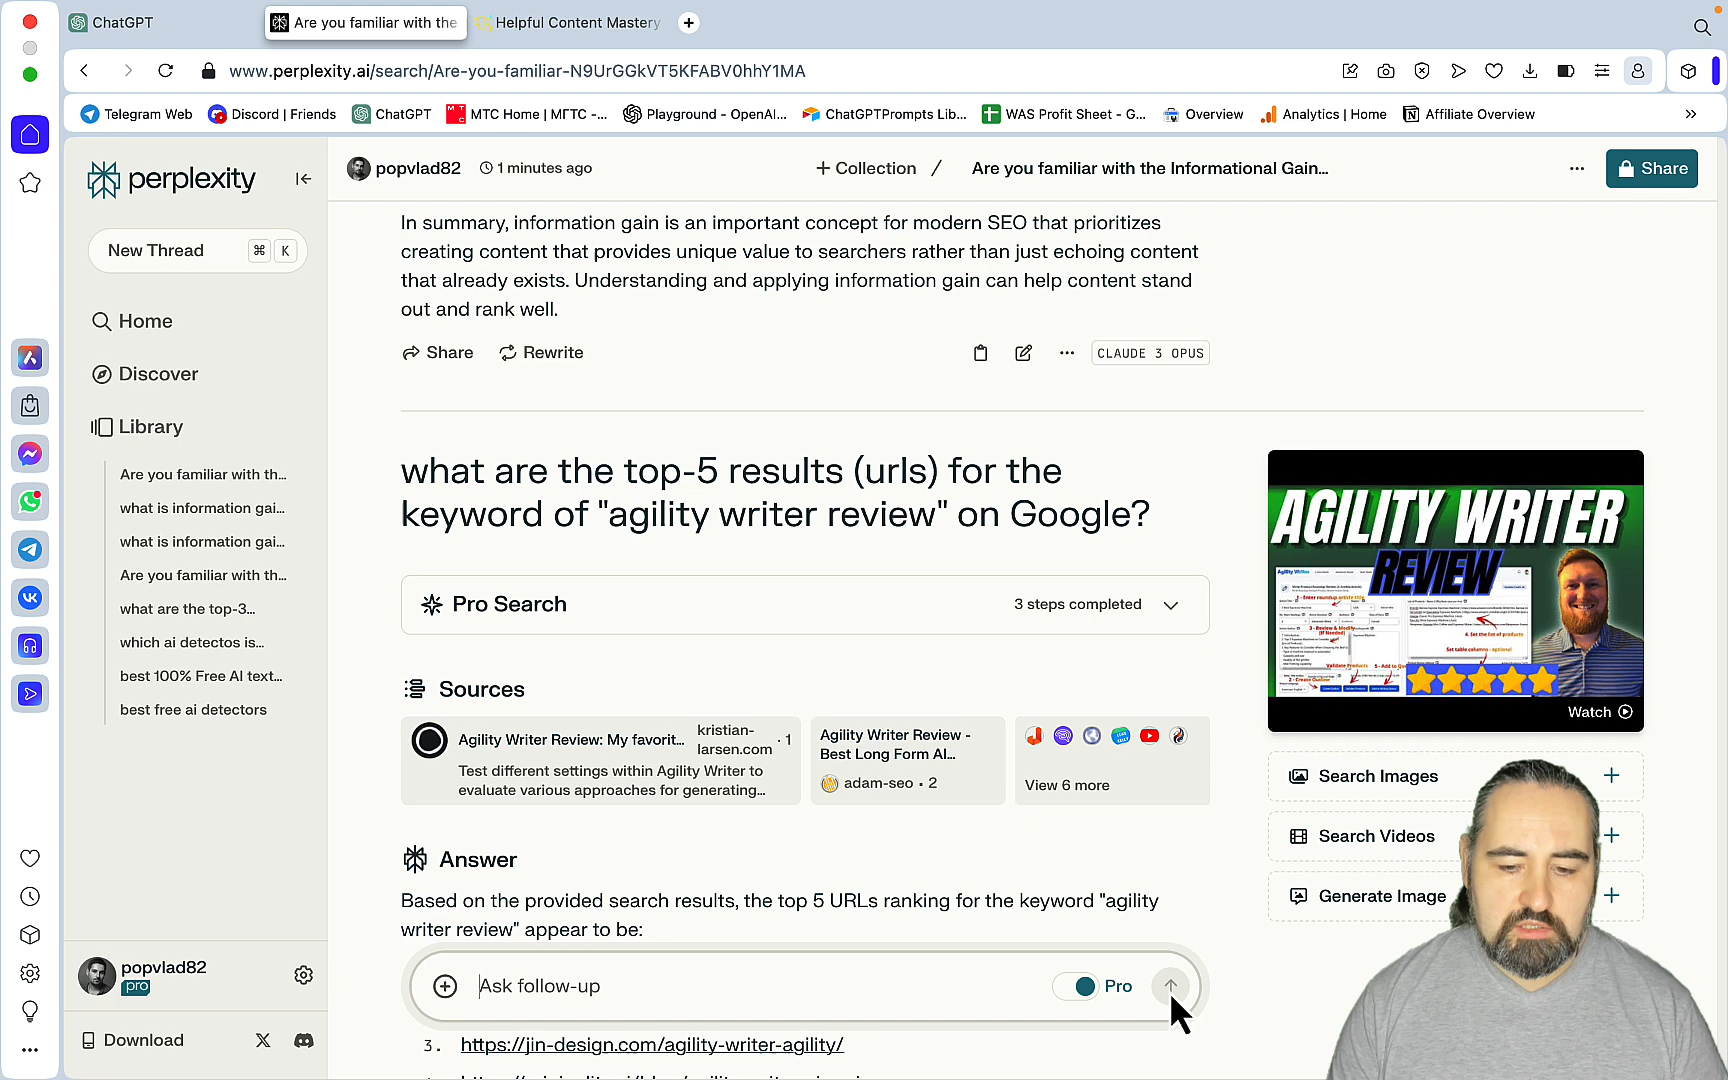 ChatGPT
Are you familiar with the
Helpful Content Mastery
www.perplexity.ai/search/Are-you-familiar-N9UrGGkVT5KFABV0hhY1MA
Telegram Web
Discord | Friends
ChatGPT
MTC Home | МГТС -...
Playground - OpenAI...
ChatGPTPrompts Lib...
WAS Profit Sheet - G...
Overview
Analytics | Home
Affiliate Overview
perplexity
New Thread
⌘ K
Home
Discover
Library
Are you familiar with th...
what is information gai...
what is information gai...
Are you familiar with th...
what are the top-3...
which ai detectos is...
best 100% Free AI text...
best free ai detectors
popvlad82
pro
Download
popvlad82
1 minutes ago
+ Collection /
Are you familiar with the Informational Gain...
Share
In summary, information gain is an important concept for modern SEO that prioritizes
creating content that provides unique value to searchers rather than just echoing content
that already exists. Understanding and applying information gain can help content stand
out and rank well.
Share
Rewrite
CLAUDE 3 OPUS
what are the top-5 results (urls) for the
keyword of "agility writer review" on Google?
Pro Search
3 steps completed
Sources
Agility Writer Review: My favorit...
kristian-
larsen.com · 1
Test different settings within Agility Writer to
evaluate various approaches for generating...
Agility Writer Review -
Best Long Form AI...
adam-seo · 2
View 6 more
Answer
Based on the provided search results, the top 5 URLs ranking for the keyword "agility
writer review" appear to be:
Ask follow-up
Pro
3. https://jin-design.com/agility-writer-agility/
AGILITY WRITER
REVIEW
Watch
Search Images
Search Videos
Generate Image